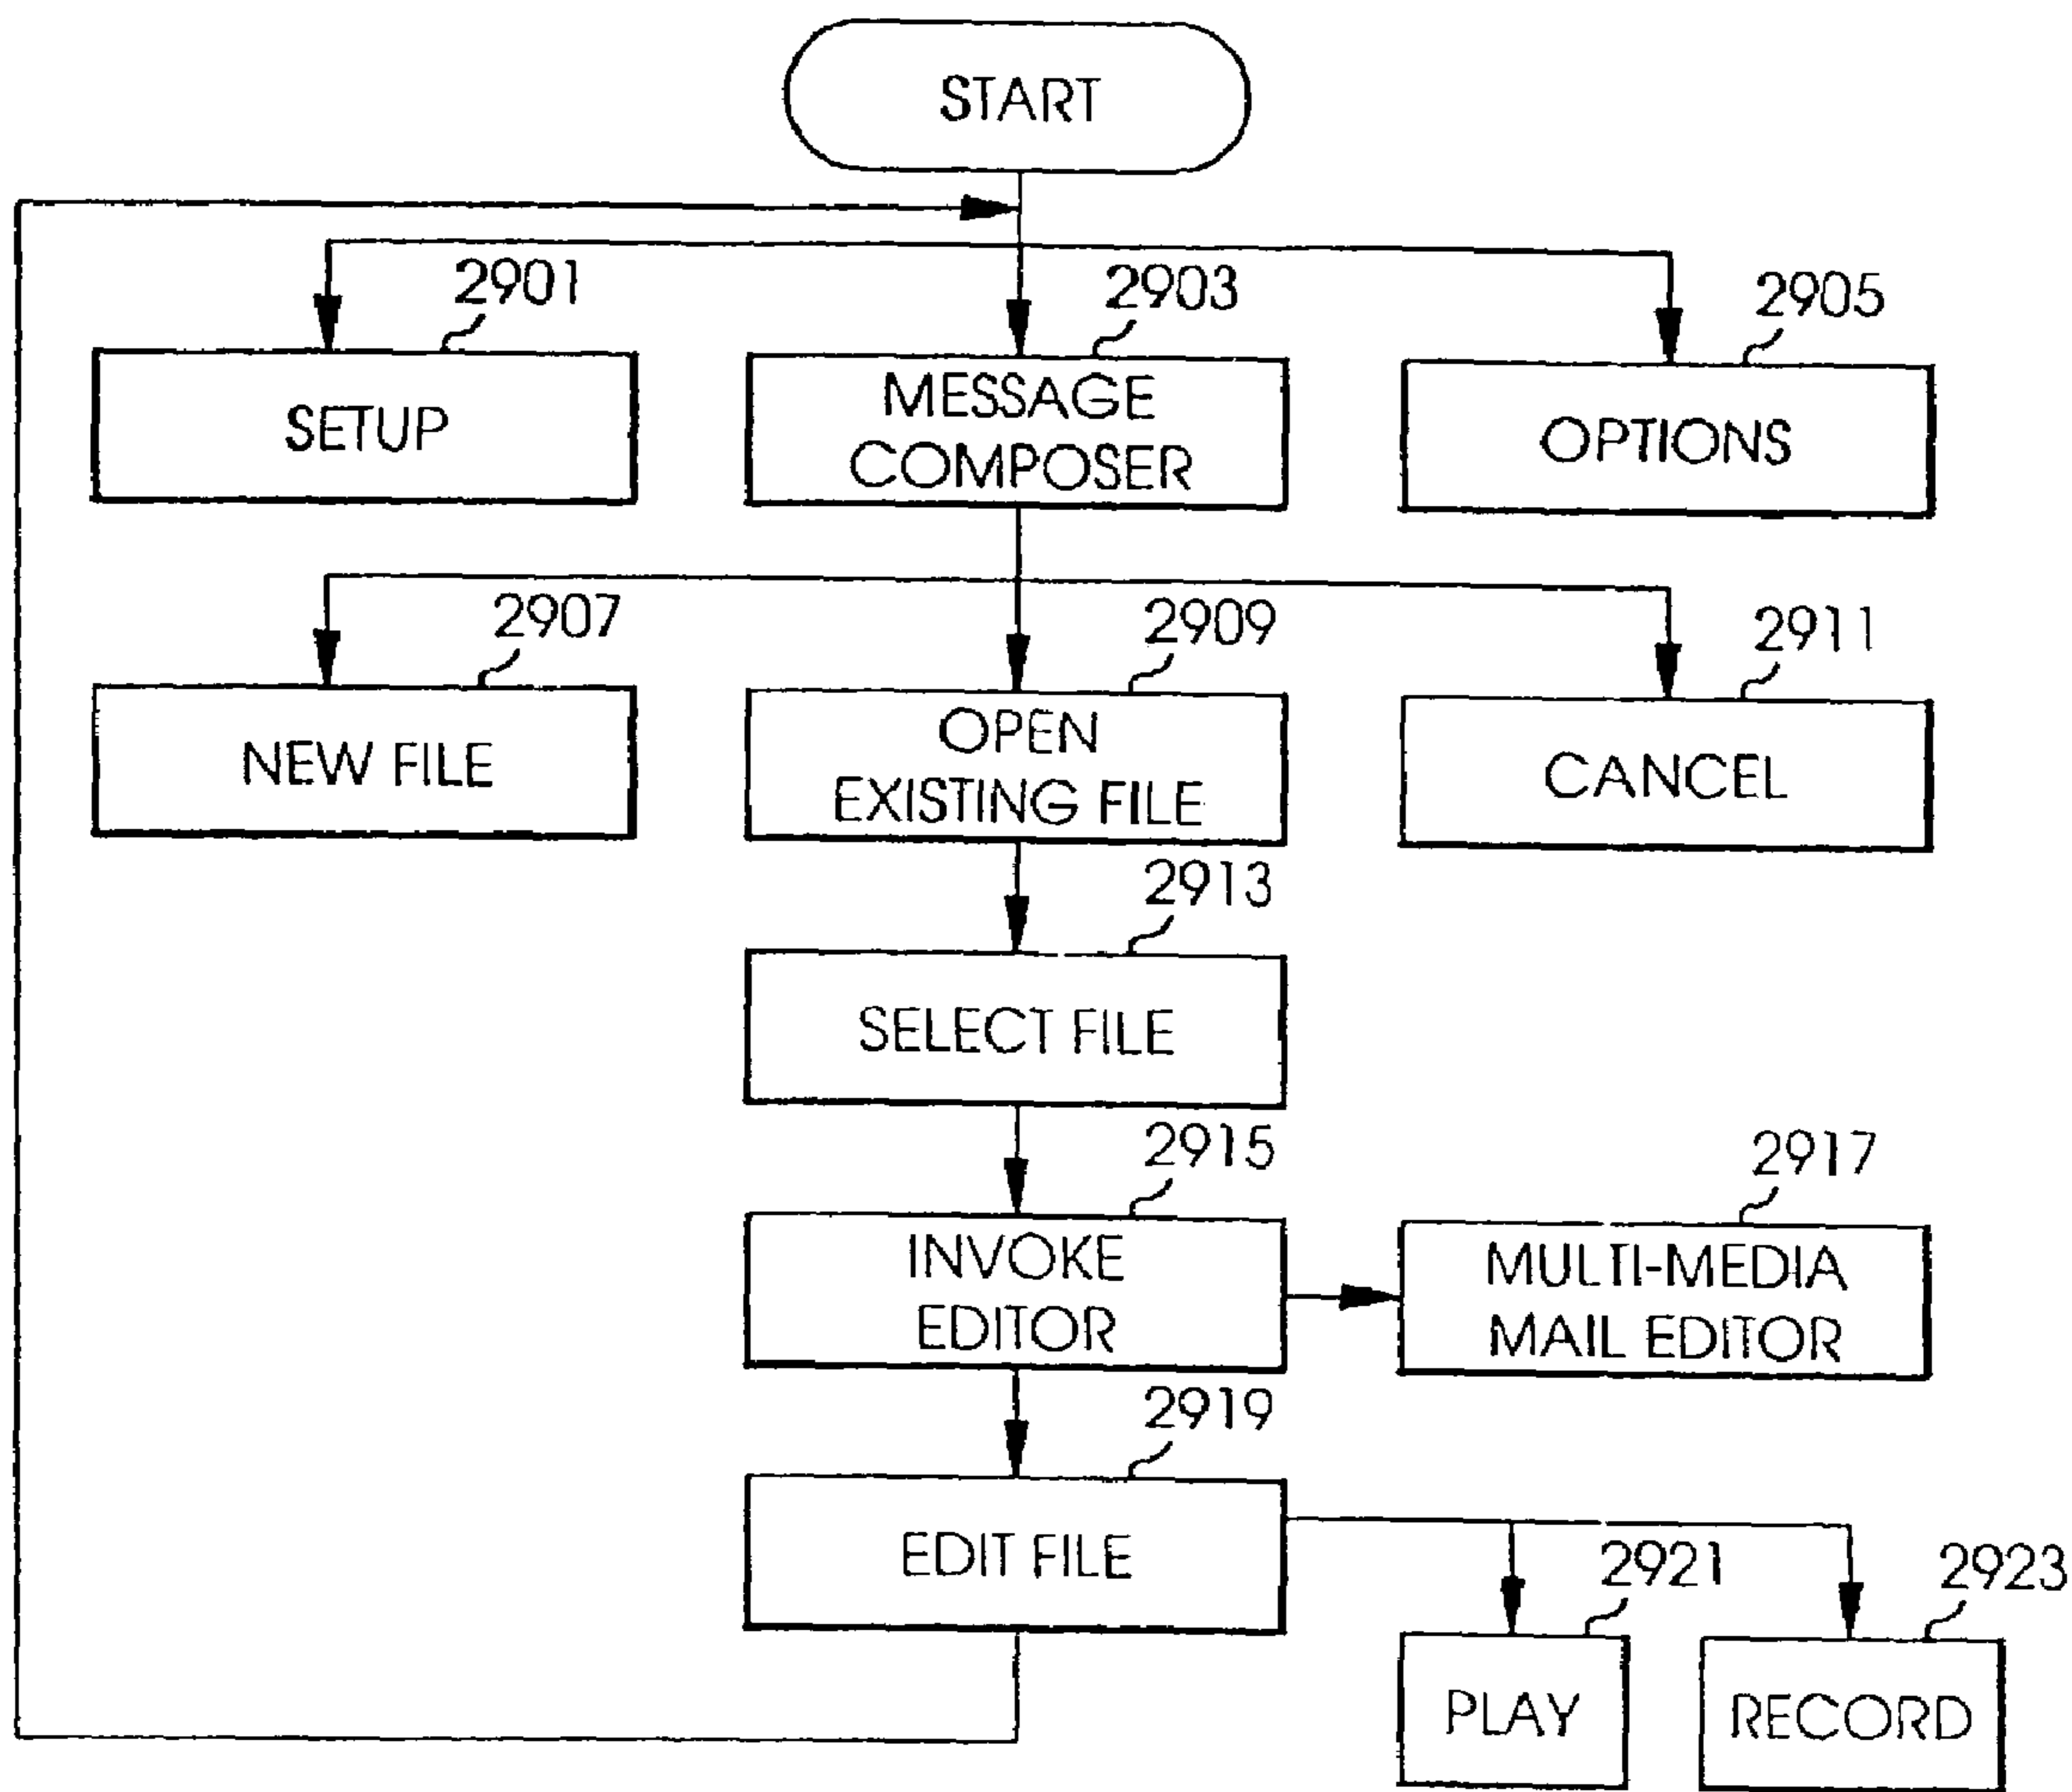 START
2901
2903
2905
SETUP
MESSAGE
COMPOSER
OPTIONS
2907
2909
2911
NEW FILE
OPEN
EXISTING FILE
CANCEL
2913
SELECT FILE
2915
2917
INVOKE
EDITOR
MULTI-MEDIA
MAIL EDITOR
2919
EDIT FILE
2921
2923
PLAY
RECORD